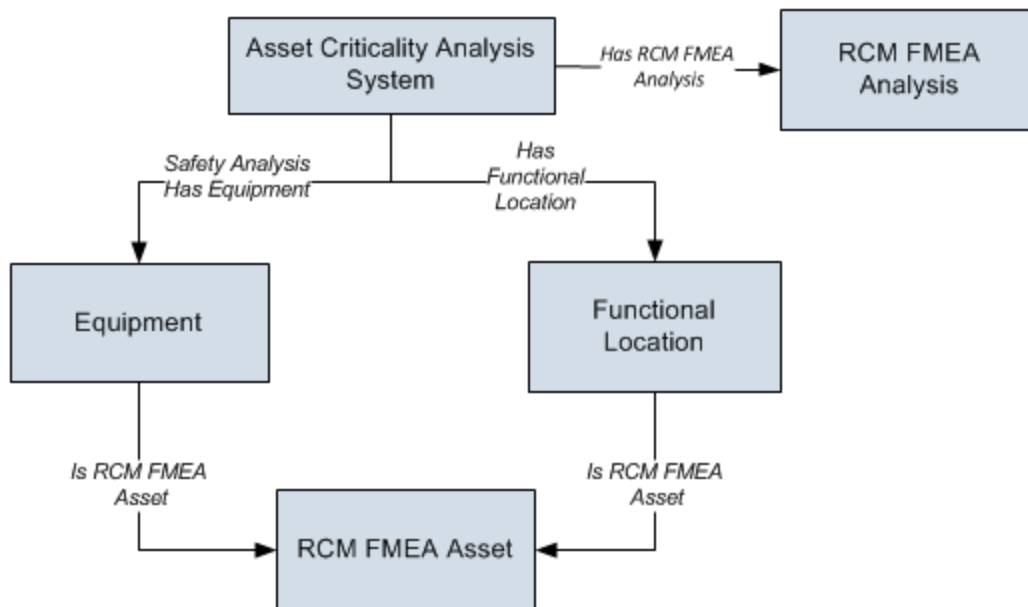 Asset Criticality Analysis
System
Has RCM FMEA
Analysis
RCM FMEA
Analysis
Safety Analysis
Has Equipment
Has
Functional
Location
Equipment
Functional
Location
Is RCM FMEA
Asset
Is RCM FMEA
Asset
RCM FMEA Asset